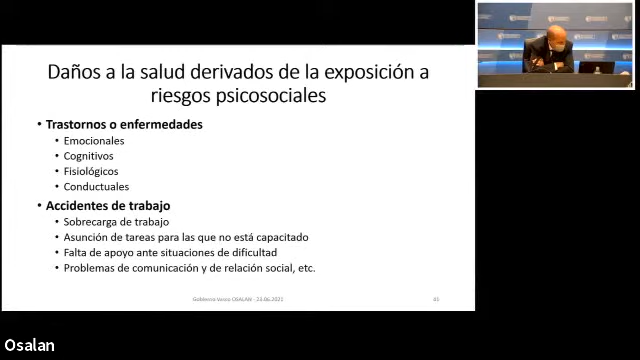 Daños a la salud derivados de la exposición a
riesgos psicosociales
• Trastornos o enfermedades
• Emocionales
• Cognitivos
• Fisiológicos
• Conductuales
• Accidentes de trabajo
• Sobrecarga de trabajo
• Asunción de tareas para las que no está capacitado
• Falta de apoyo ante situaciones de dificultad
• Problemas de comunicación y de relación social, etc.
Gobierno Vasco OSALAN - 23.06.2021
Osalan